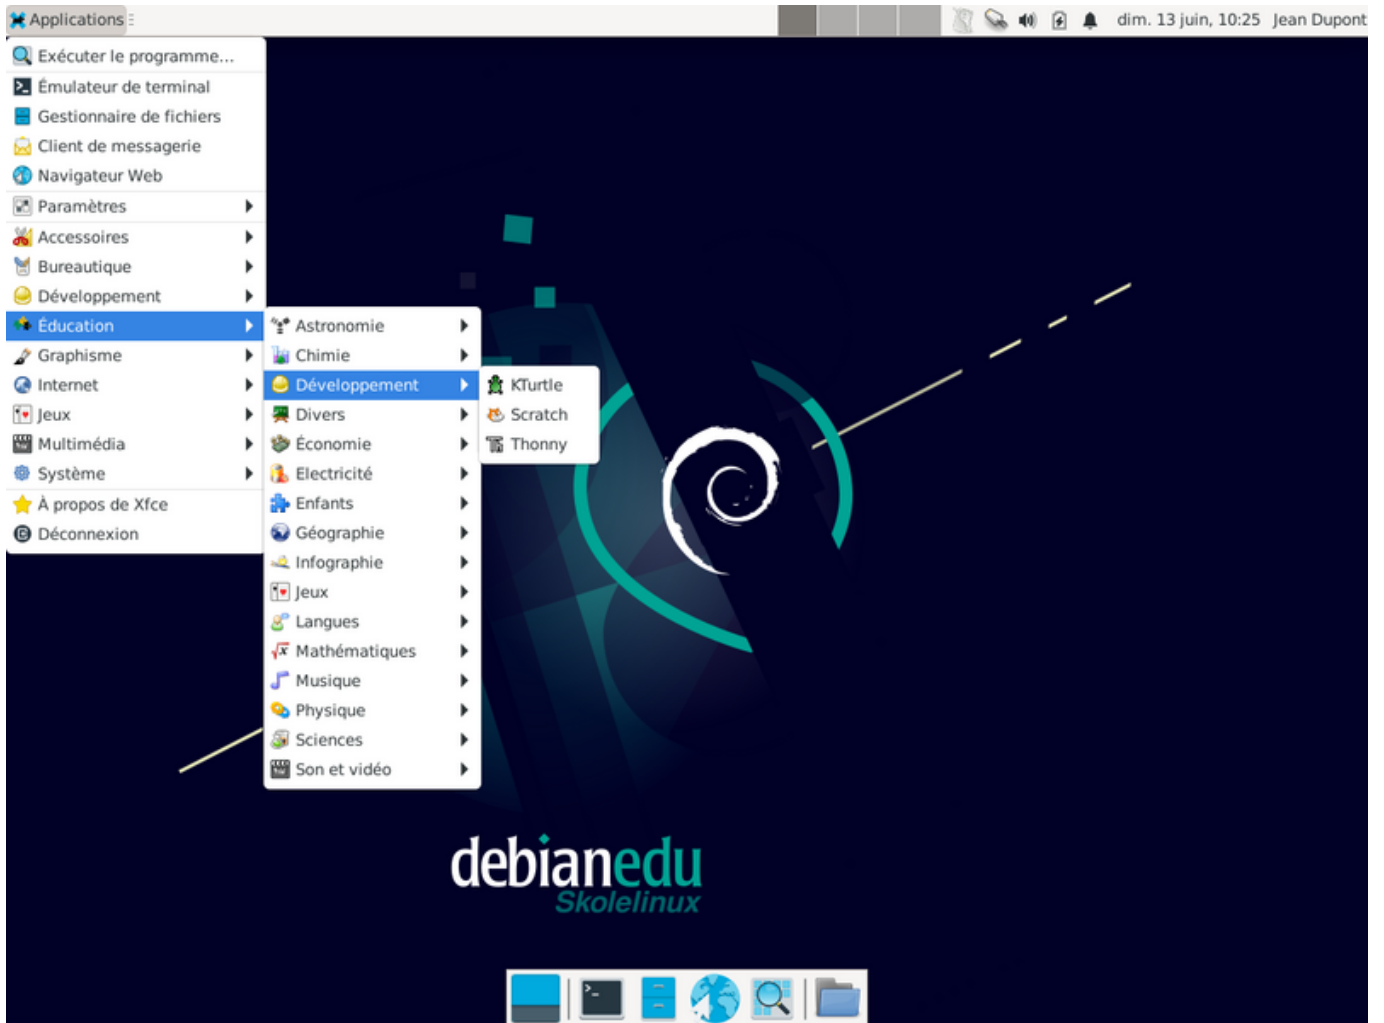 Applications
dim. 13 juin, 10:25 Jean Dupont
Exécuter le programme...
Émulateur de terminal
Gestionnaire de fichiers
Client de messagerie
Navigateur Web
Paramètres
Accessoires
Bureautique
Développement
Éducation
Graphisme
Internet
Jeux
Multimédia
Système
À propos de Xfce
Déconnexion
Astronomie
Chimie
Développement
Divers
Économie
Electricité
Enfants
Géographie
Infographie
Jeux
Langues
Mathématiques
Musique
Physique
Sciences
Son et vidéo
KTurtle
Scratch
Thonny
debianedu
Skolelinux